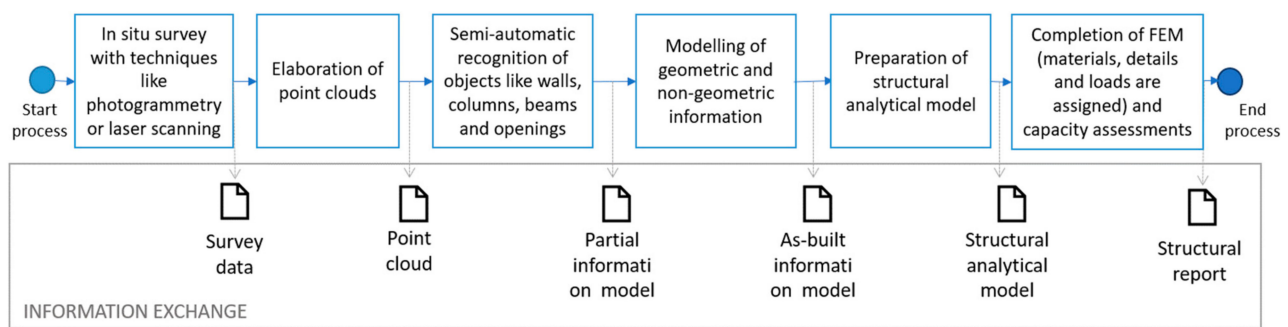 Start
process
In situ survey
with techniques
like
photogrammetry
or laser scanning
Elaboration of
point clouds
Semi-automatic
recognition of
objects like walls,
columns, beams
and openings
Modelling of
geometric and
non-geometric
information
Preparation of
structural
analytical model
Completion of FEM
(materials, details
and loads are
assigned) and
capacity assessments
End
process
Survey
data
Point
cloud
Partial
informati
on model
As-built
informati
on model
Structural
analytical
model
Structural
report
INFORMATION EXCHANGE